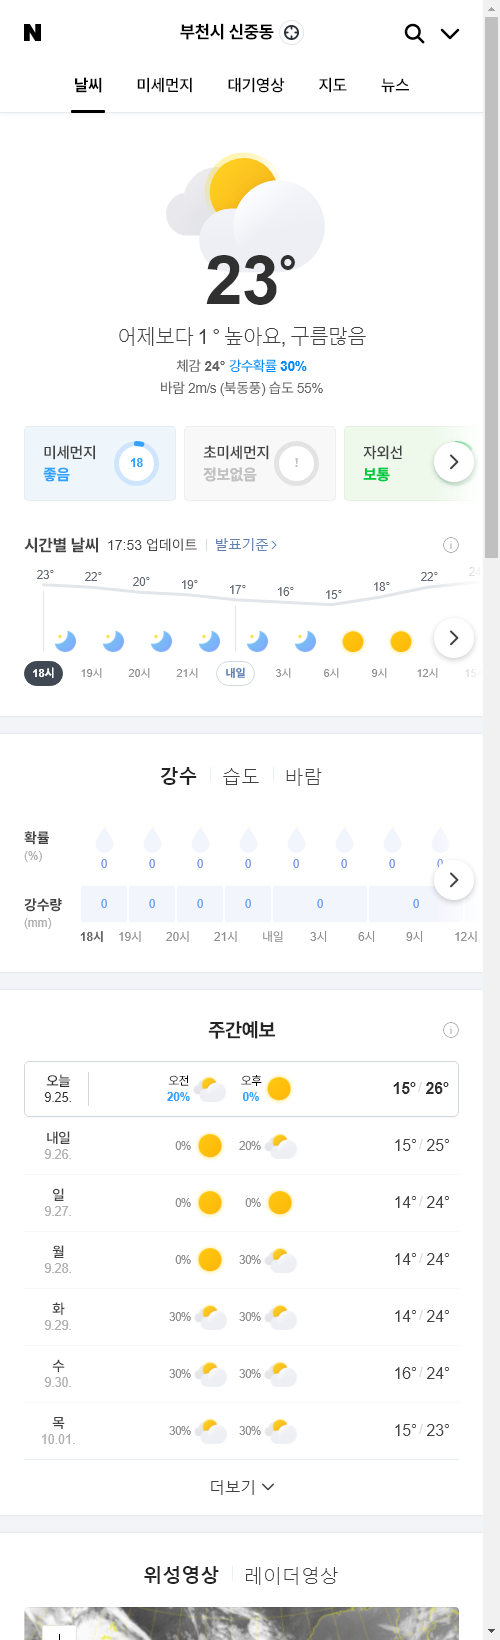 N 부천시 신중동
날씨 미세먼지 대기영상 지도 뉴스
23°
어제보다 1 ° 높아요, 구름많음
체감 24° 강수확률 30%
바람 2m/s (북동풍) 습도 55%
미세먼지 좋음 18
초미세먼지 정보없음 !
자외선 보통
시간별 날씨 17:53 업데이트 발표기준
23° 22° 20° 19° 17° 16° 15° 18° 22° 24
18시 19시 20시 21시 내일 3시 6시 9시 12시
강수 습도 바람
확률 (%) 0 0 0 0 0 0 0 0
강수량 (mm) 0 0 0 0 0 0
18시 19시 20시 21시 내일 3시 6시 9시 12시
주간예보
오늘 9.25. 오전 20% 오후 0% 15° / 26°
내일 9.26. 0% 20% 15° / 25°
일 9.27. 0% 0% 14° / 24°
월 9.28. 0% 30% 14° / 24°
화 9.29. 30% 30% 14° / 24°
수 9.30. 30% 30% 16° / 24°
목 10.01. 30% 30% 15° / 23°
더보기
위성영상 레이더영상